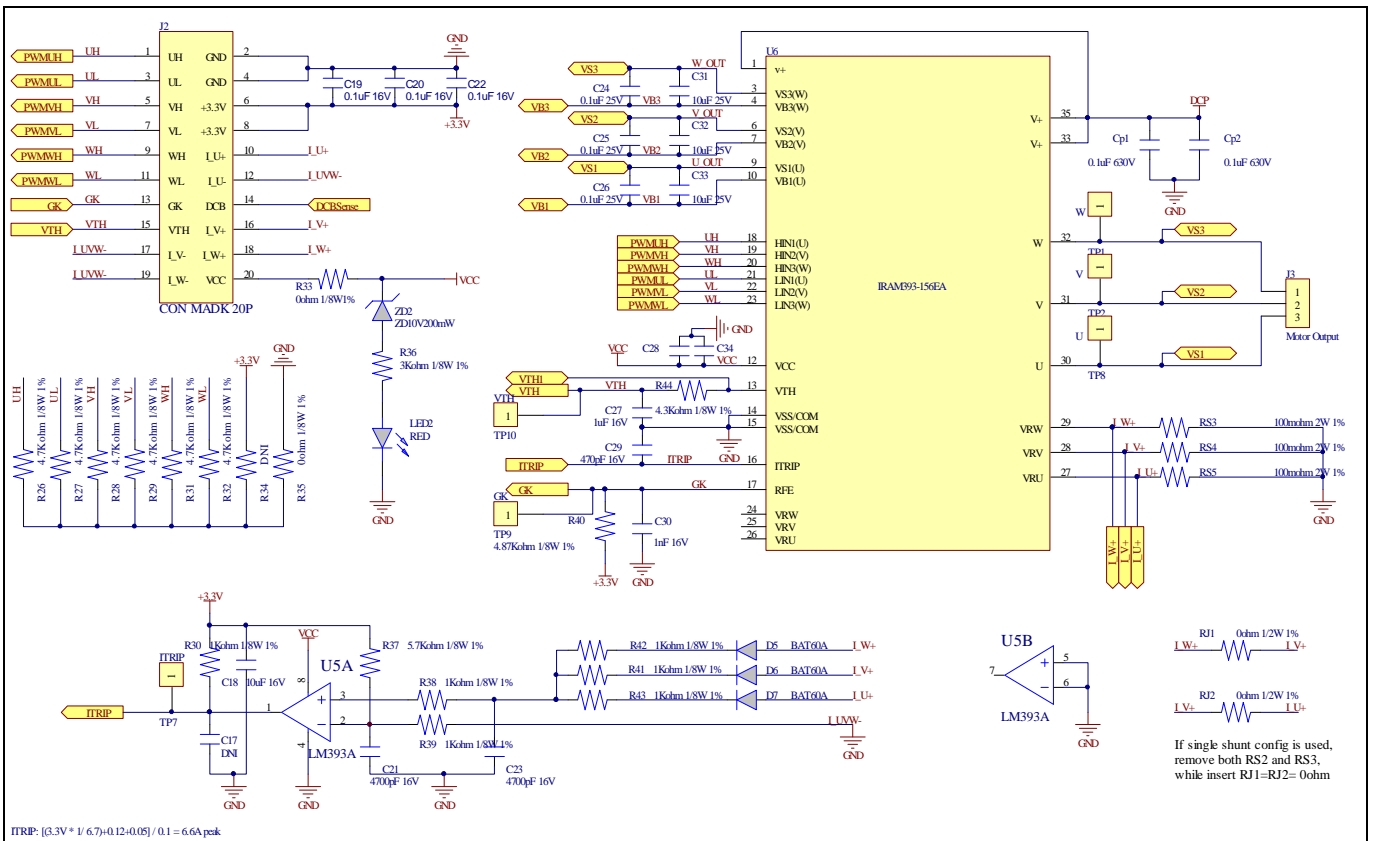 J2
PWMUH UH 1 UH GND 2
PWMUL UL 3 UL GND 4
PWMVH VH 5 VH +3.3V 6
PWMVL VL 7 VL +3.3V 8
PWMWH WH 9 WH I_U+ 10 I_U+
PWMWL WL 11 WL I_U- 12 I_UVW-
GK GK 13 GK DCB 14 DCBSense
VTH VTH 15 VTH I_V+ 16 I_V+
I_UVW- 17 I_V- I_W+ 18 I_W+
I_UVW- 19 I_W- VCC 20
CON MADK 20P
GND
C19
0.1uF 16V
C20
0.1uF 16V
C22
0.1uF 16V
+3.3V
R33
0ohm 1/8W1%
VCC
ZD2
ZD10V200mW
R36
3Kohm 1/8W 1%
LED2
RED
GND
+3.3V
GND
UH
UL
VH
VL
WH
WL
R26
4.7Kohm 1/8W 1%
R27
4.7Kohm 1/8W 1%
R28
4.7Kohm 1/8W 1%
R29
4.7Kohm 1/8W 1%
R31
4.7Kohm 1/8W 1%
R32
4.7Kohm 1/8W 1%
R34
DNI
R35
0ohm 1/8W 1%
GND
U6
IRAM393-156EA
1 v+
VS3 W_OUT
C24
0.1uF 25V
C31
10uF 25V
VB3 VB3
3 VS3(W)
4 VB3(W)
VS2 V_OUT
C25
0.1uF 25V
C32
10uF 25V
VB2 VB2
6 VS2(V)
7 VB2(V)
VS1 U_OUT
C26
0.1uF 25V
C33
10uF 25V
VB1 VB1
9 VS1(U)
10 VB1(U)
PWMUH UH 18 HIN1(U)
PWMVH VH 19 HIN2(V)
PWMWH WH 20 HIN3(W)
PWMUL UL 21 LIN1(U)
PWMVL VL 22 LIN2(V)
PWMWL WL 23 LIN3(W)
GND
C28
C34
VCC VCC 12 VCC
VTH1
VTH VTH R44
4.3Kohm 1/8W 1%
13 VTH
VTH
1
TP10
C27
1uF 16V
14 VSS/COM
15 VSS/COM
GND
C29
470pF 16V
ITRIP ITRIP 16 ITRIP
GK GK 17 RFE
GK
1
TP9
R40
4.87Kohm 1/8W 1%
C30
1nF 16V
+3.3V
GND
24 VRW
25 VRV
26 VRU
V+ 35
V+ 33
DCP
Cp1
0.1uF 630V
Cp2
0.1uF 630V
GND
W 1
W 32 TP1 VS3
V 1
V 31 TP2 VS2
U 1
U 30 TP8 VS1
J3
1
2
3
Motor Output
VRW 29 I_W+ RS3 100mohm 2W 1%
VRV 28 I_V+ RS4 100mohm 2W 1%
VRU 27 I_U+ RS5 100mohm 2W 1%
GND
I_W+
I_V+
I_U+
+3.3V
R30 1Kohm 1/8W 1%
C18 10uF 16V
ITRIP
1
TP7
ITRIP
C17
DNI
GND
VCC
U5A
8
1
3
2
4
+
−
LM393A
GND
R37 5.7Kohm 1/8W 1%
R38 1Kohm 1/8W 1%
R39 1Kohm 1/8W 1%
C21
4700pF 16V
C23
4700pF 16V
GND
R42 1Kohm 1/8W 1% D5 BAT60A I_W+
R41 1Kohm 1/8W 1% D6 BAT60A I_V+
R43 1Kohm 1/8W 1% D7 BAT60A I_U+
I_UVW-
GND
U5B
7
+ 5
− 6
LM393A
GND
I_W+ RJ1 0ohm 1/2W 1% I_V+
I_V+ RJ2 0ohm 1/2W 1% I_U+
If single shunt config is used,
remove both RS2 and RS3,
while insert RJ1=RJ2= 0ohm
ITRIP: [(3.3V * 1/ 6.7)+0.12+0.05] / 0.1 = 6.6A peak